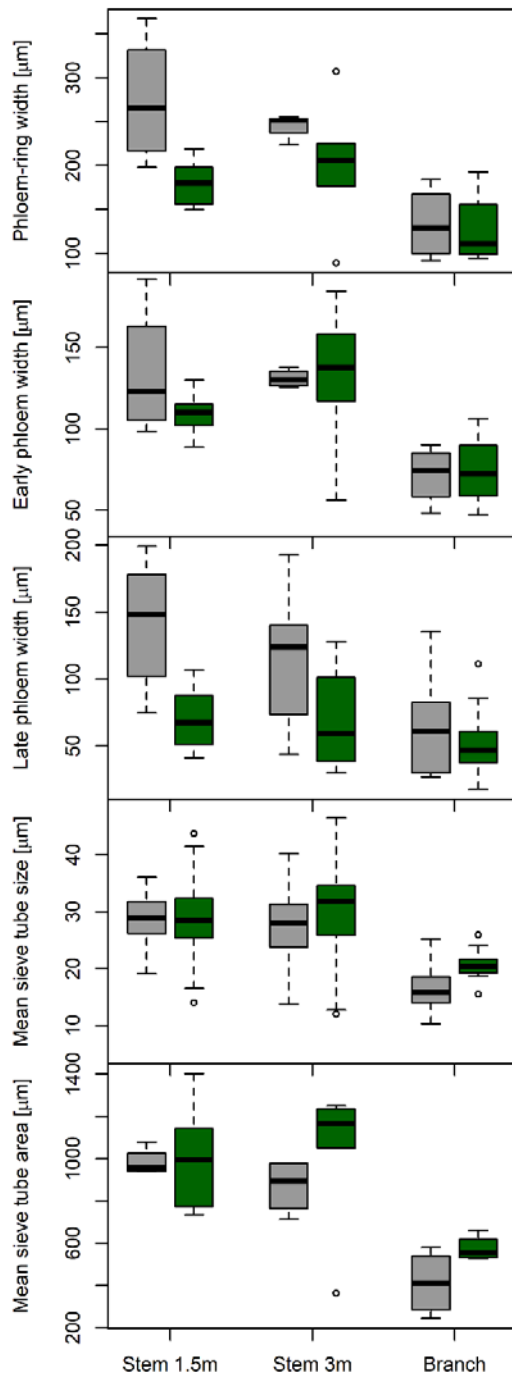 Phloem-ring width [µm]
300
200
100
Early phloem width [µm]
150
100
50
Late phloem width [µm]
200
150
100
50
Mean sieve tube size [µm]
40
30
20
10
Mean sieve tube area [µm]
1400
1000
600
200
Stem 1.5m
Stem 3m
Branch